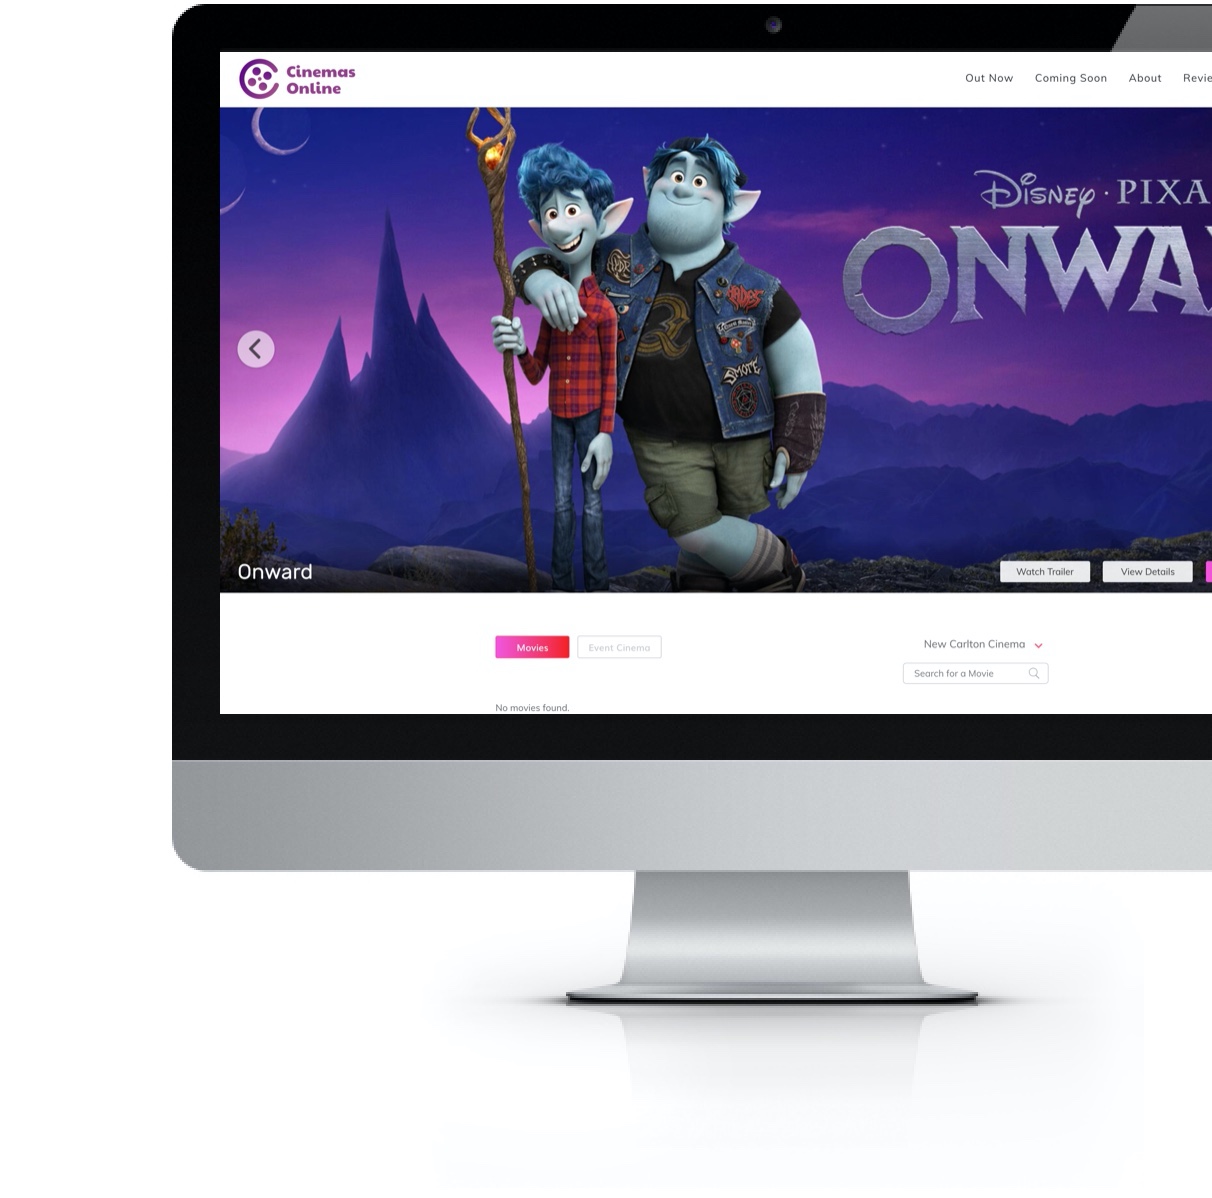 Cinemas
Online
Out Now
Coming Soon
About
Disney · PIXA
ONWA
SMOTE
Onward
Watch Trailer
View Details
Movies
Event Cinema
New Carlton Cinema
Search for a Movie
No movies found.